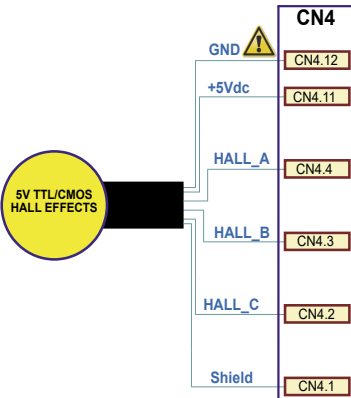 CN4
GND
CN4.12
+5Vdc
CN4.11
HALL_A
CN4.4
5V TTL/CMOS
HALL EFFECTS
HALL_B
CN4.3
HALL_C
CN4.2
Shield
CN4.1